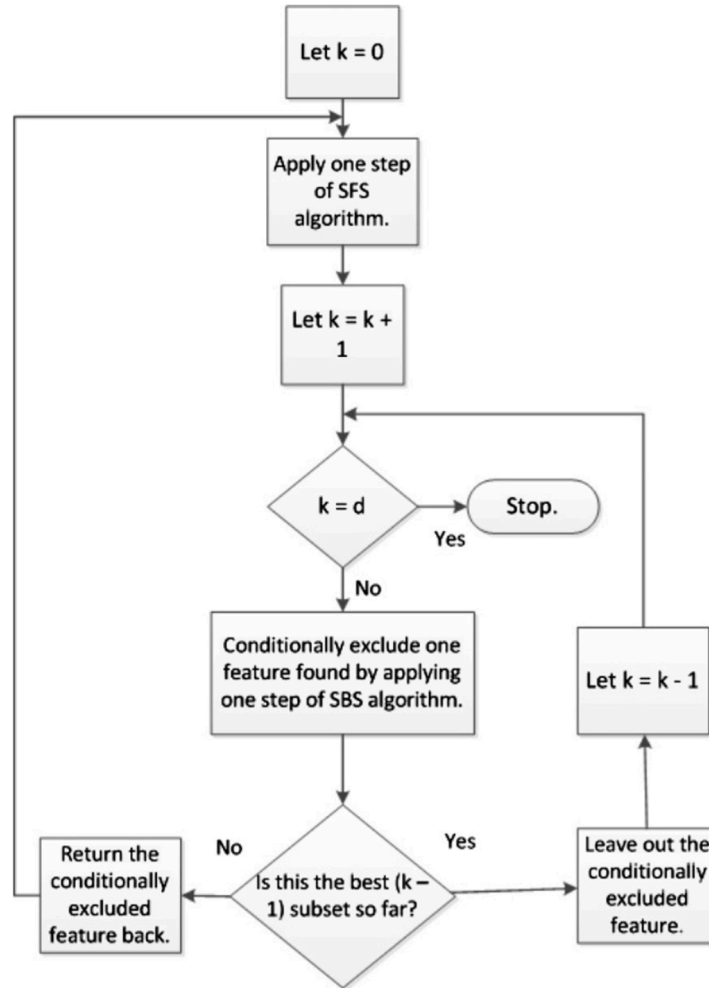 Let k = 0
Apply one step
of SFS
algorithm.
Let k = k +
1
k = d
Stop.
Yes
No
Conditionally exclude one
feature found by applying
one step of SBS algorithm.
Let k = k - 1
No
Yes
Return the
conditionally
excluded
feature back.
Is this the best (k –
1) subset so far?
Leave out the
conditionally
excluded
feature.